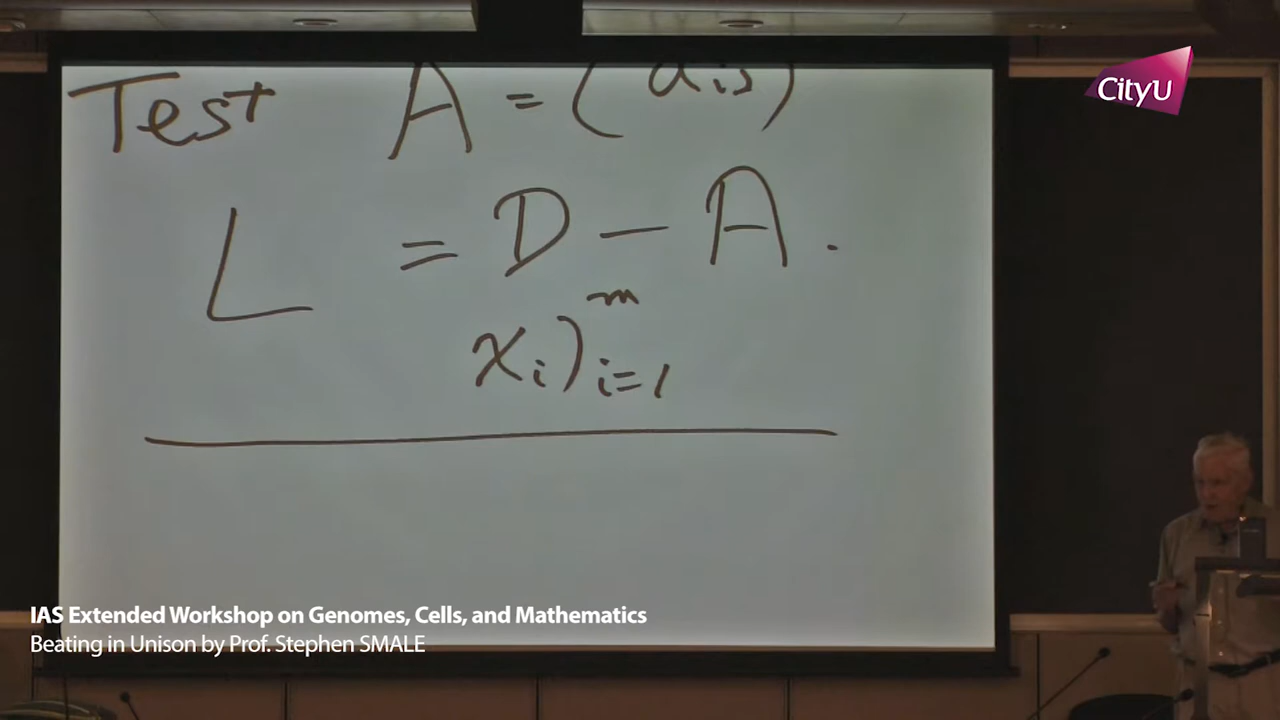 CityU
Test A = (aij)
L = D — A .
xi)i=1 m
IAS Extended Workshop on Genomes, Cells, and Mathematics
Beating in Unison by Prof. Stephen SMALE